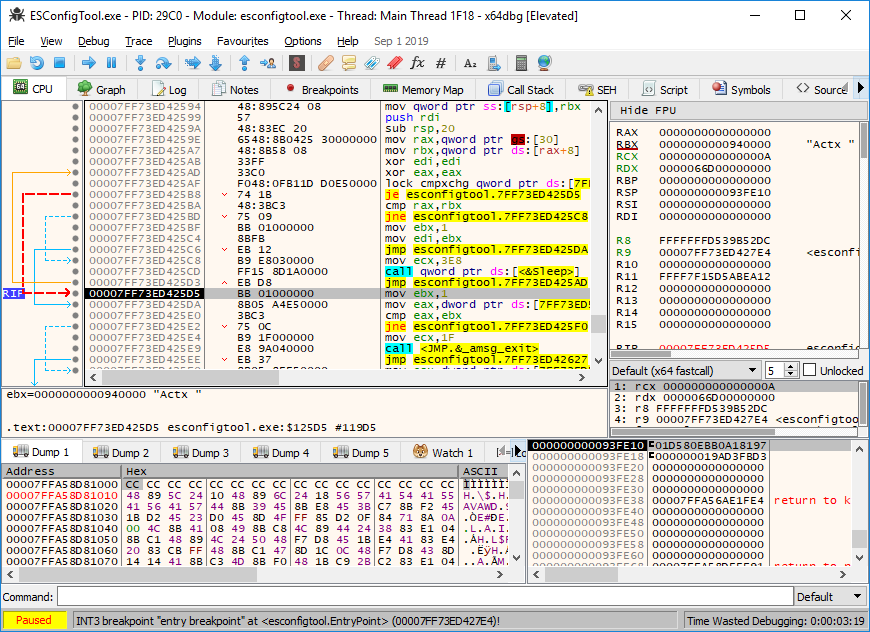 ESConfigTool.exe - PID: 29C0 - Module: esconfigtool.exe - Thread: Main Thread 1F18 - x64dbg [Elevated]
File View Debug Trace Plugins Favourites Options Help Sep 1 2019
CPU Graph Log Notes Breakpoints Memory Map Call Stack SEH Script Symbols Source
00007FF73ED42594 48:895C24 08 mov qword ptr ss:[rsp+8],rbx
00007FF73ED42599 57 push rdi
00007FF73ED4259A 48:83EC 20 sub rsp,20
00007FF73ED4259E 6548:8B0425 30000000 mov rax,qword ptr gs:[30]
00007FF73ED425A7 48:8B58 08 mov rbx,qword ptr ds:[rax+8]
00007FF73ED425AB 33FF xor edi,edi
00007FF73ED425AD 33C0 xor eax,eax
00007FF73ED425AF F048:0FB11D D0E50000 lock cmpxchg qword ptr ds:[7F
00007FF73ED425B8 74 1B je esconfigtool.7FF73ED425D5
00007FF73ED425BA 48:3BC3 cmp rax,rbx
00007FF73ED425BD 75 09 jne esconfigtool.7FF73ED425C8
00007FF73ED425BF BB 01000000 mov ebx,1
00007FF73ED425C4 8BFB mov edi,ebx
00007FF73ED425C6 EB 12 jmp esconfigtool.7FF73ED425DA
00007FF73ED425C8 B9 E8030000 mov ecx,3E8
00007FF73ED425CD FF15 8D1A0000 call qword ptr ds:[<&Sleep>]
00007FF73ED425D3 EB D8 jmp esconfigtool.7FF73ED425AD
RIF 00007FF73ED425D5 BB 01000000 mov ebx,1
00007FF73ED425DA 8B05 A4E50000 mov eax,dword ptr ds:[7FF73ED
00007FF73ED425E0 3BC3 cmp eax,ebx
00007FF73ED425E2 75 0C jne esconfigtool.7FF73ED425F0
00007FF73ED425E4 B9 1F000000 mov ecx,1F
00007FF73ED425E9 E8 9A040000 call <JMP.&_amsg_exit>
00007FF73ED425EE EB 37 jmp esconfigtool.7FF73ED42627
Hide FPU
RAX 0000000000000000
RBX 0000000000940000 "Actx "
RCX 000000000000000A
RDX 0000066D00000000
RBP 0000000000000000
RSP 000000000093FE10
RSI 0000000000000000
RDI 0000000000000000
R8 FFFFFFFFD539B52DC
R9 00007FF73ED427E4 <esconfi
R10 0000000000000000
R11 FFFF7F15D5ABEA12
R12 0000000000000000
R13 0000000000000000
R14 0000000000000000
R15 0000000000000000
RIP 00007FF73ED425D5 esconfi
Default (x64 fastcall) 5 Unlocked
1: rcx 000000000000000A
2: rdx 0000066D00000000
3: r8 FFFFFFFFD539B52DC
4: r9 00007FF73ED427E4 <esconfigtoo
ebx=0000000000940000 "Actx "
.text:00007FF73ED425D5 esconfigtool.exe:$125D5 #119D5
Dump 1 Dump 2 Dump 3 Dump 4 Dump 5 Watch 1
Address Hex ASCII
00007FFA58D81000 CC CC CC CC CC CC CC CC CC CC CC CC CC CC CC CC ÌÌÌÌÌÌ
00007FFA58D81010 48 89 5C 24 10 48 89 6C 24 18 56 57 41 54 41 55 H.\$.H
00007FFA58D81020 41 56 41 57 44 8B 39 45 8B E8 45 3B C7 8B F2 45 AVAWD.9
00007FFA58D81030 1B D2 45 23 D0 45 8D 4F FF 85 D2 0F 84 71 8A 0A .ÒE#ÐE.
00007FFA58D81040 00 4C 8B 41 08 49 8B C8 4C 89 44 24 38 83 E1 04 .L.A.I.
00007FFA58D81050 8B C1 48 89 4C 24 50 48 F7 D8 45 1B E4 41 83 E4 .ÁH.L$P
00007FFA58D81060 20 83 CB FF 48 8B C1 47 8D 1C 0C 48 F7 D8 43 8D .ËÿH.Á
00007FFA58D81070 14 14 41 8B C3 4D 8B F0 48 1B C9 2B C2 83 E1 04 ..A.ÃM.
000000000093FE10 01D580EBB0A18197
000000000093FE18 000000019AD3FBD3
000000000093FE20 0000000000000000
000000000093FE28 0000000000000000
000000000093FE30 0000000000000000
000000000093FE38 00007FFA56AE1FE4 return to k
000000000093FE40 0000000000000000
000000000093FE48 0000000000000000
000000000093FE50 0000000000000000
000000000093FE58 0000000000000000
000000000093FE60 0000000000000000
Command: Default
Paused INT3 breakpoint "entry breakpoint" at <esconfigtool.EntryPoint> (00007FF73ED427E4)! Time Wasted Debugging: 0:00:03:19